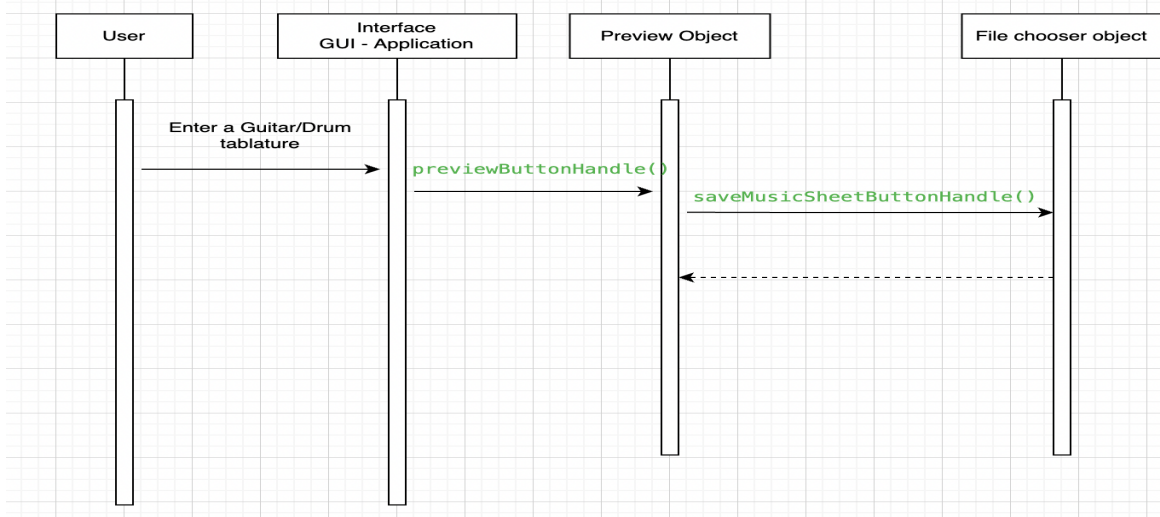 User
Interface
GUI - Application
Preview Object
File chooser object
Enter a Guitar/Drum
tablature
previewButtonHandle()
saveMusicSheetButtonHandle()